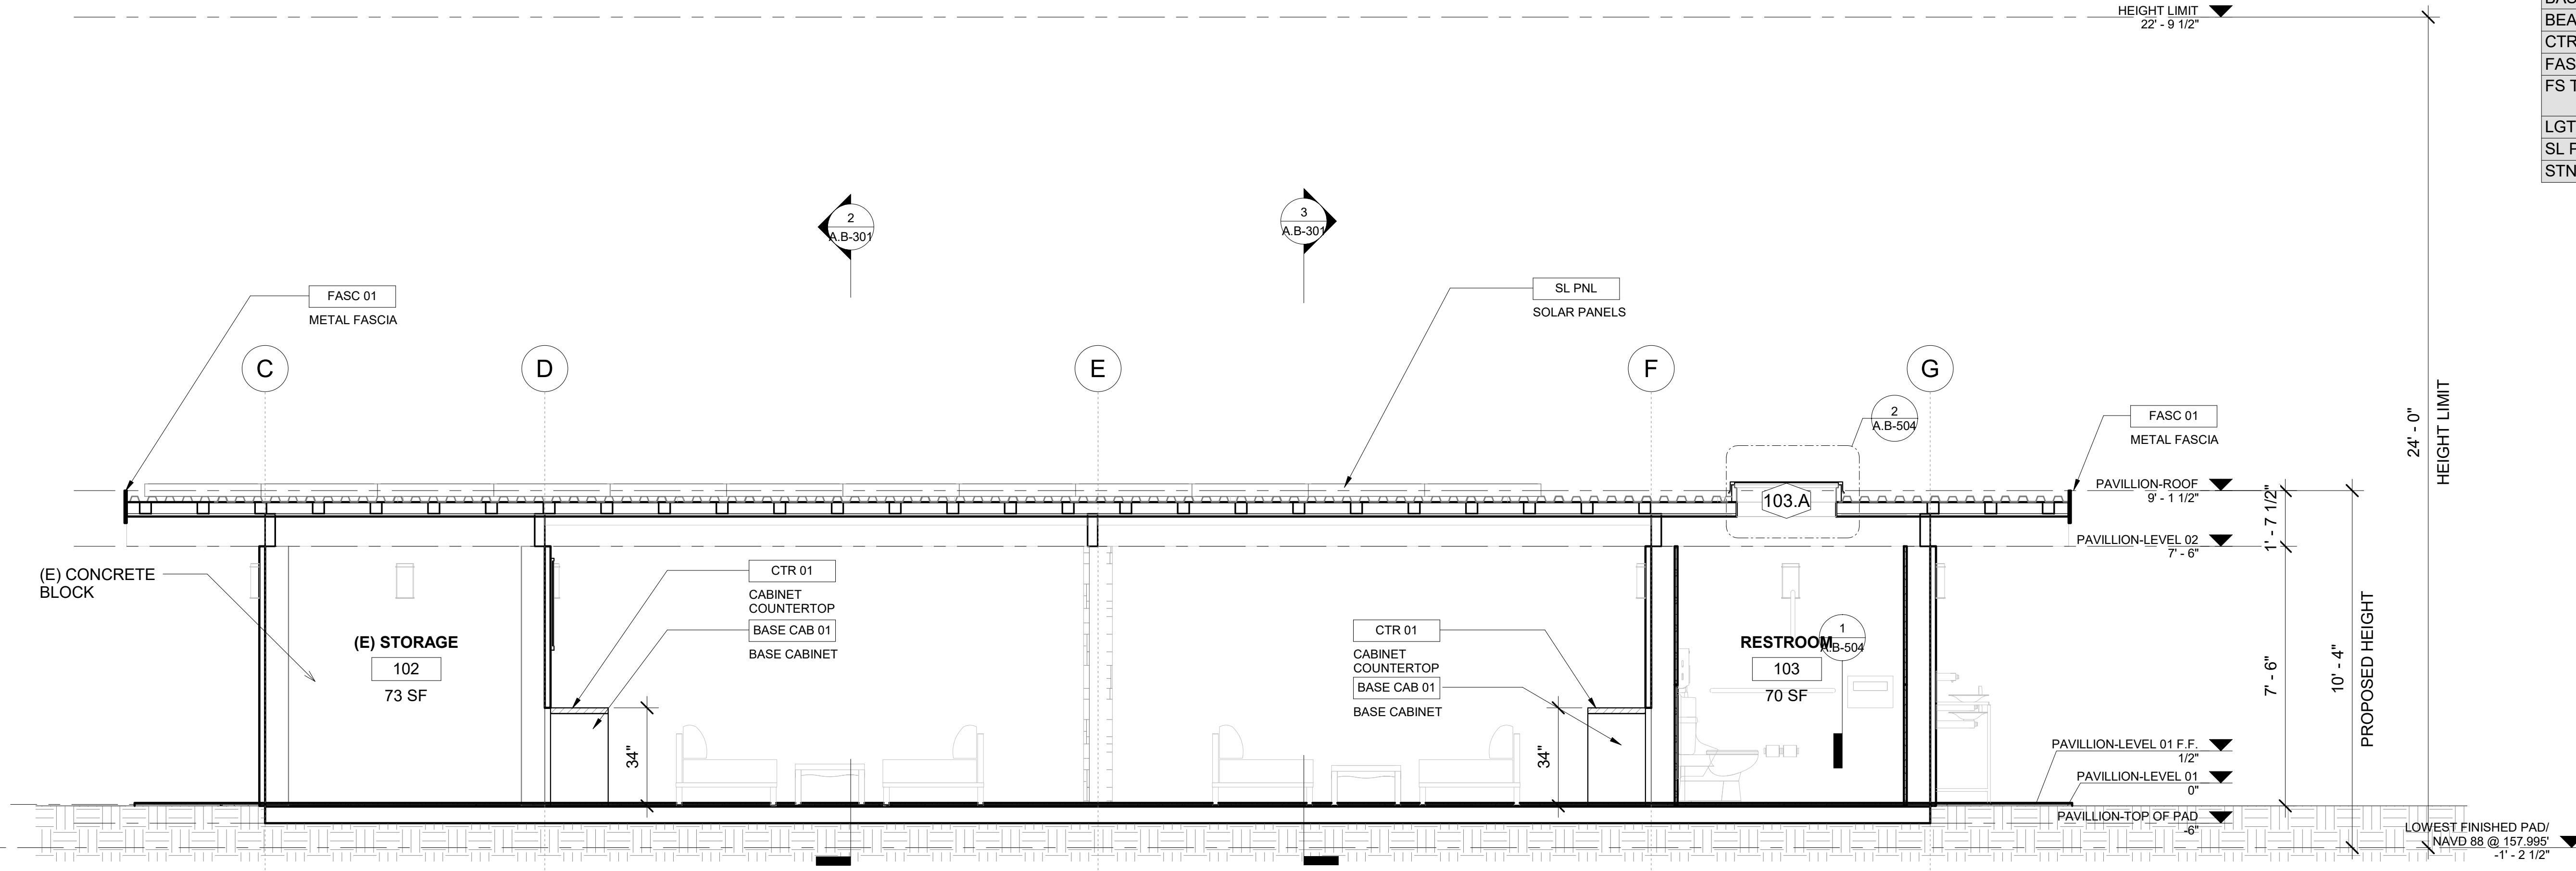 HEIGHT LIMIT
22' - 9 1/2"
BEA
CTR
FAS
FS T
LGT
SL P
STN
2
A.B-301
3
A.B-301
FASC 01
METAL FASCIA
SL PNL
SOLAR PANELS
C
D
E
F
G
2
A.B-504
FASC 01
METAL FASCIA
24' - 0"
HEIGHT LIMIT
PAVILLION-ROOF
9' - 1 1/2"
103.A
1' - 7 1/2"
PAVILLION-LEVEL 02
7' - 6"
(E) CONCRETE
BLOCK
CTR 01
CABINET
COUNTERTOP
BASE CAB 01
BASE CABINET
CTR 01
CABINET
COUNTERTOP
BASE CAB 01
BASE CABINET
(E) STORAGE
102
73 SF
RESTROOM
103
70 SF
1
A.B-504
34"
34"
7' - 6"
10' - 4"
PROPOSED HEIGHT
PAVILLION-LEVEL 01 F.F.
1/2"
PAVILLION-LEVEL 01
0"
PAVILLION-TOP OF PAD
-6"
LOWEST FINISHED PAD/
NAVD 88 @ 157.995'
-1' - 2 1/2"